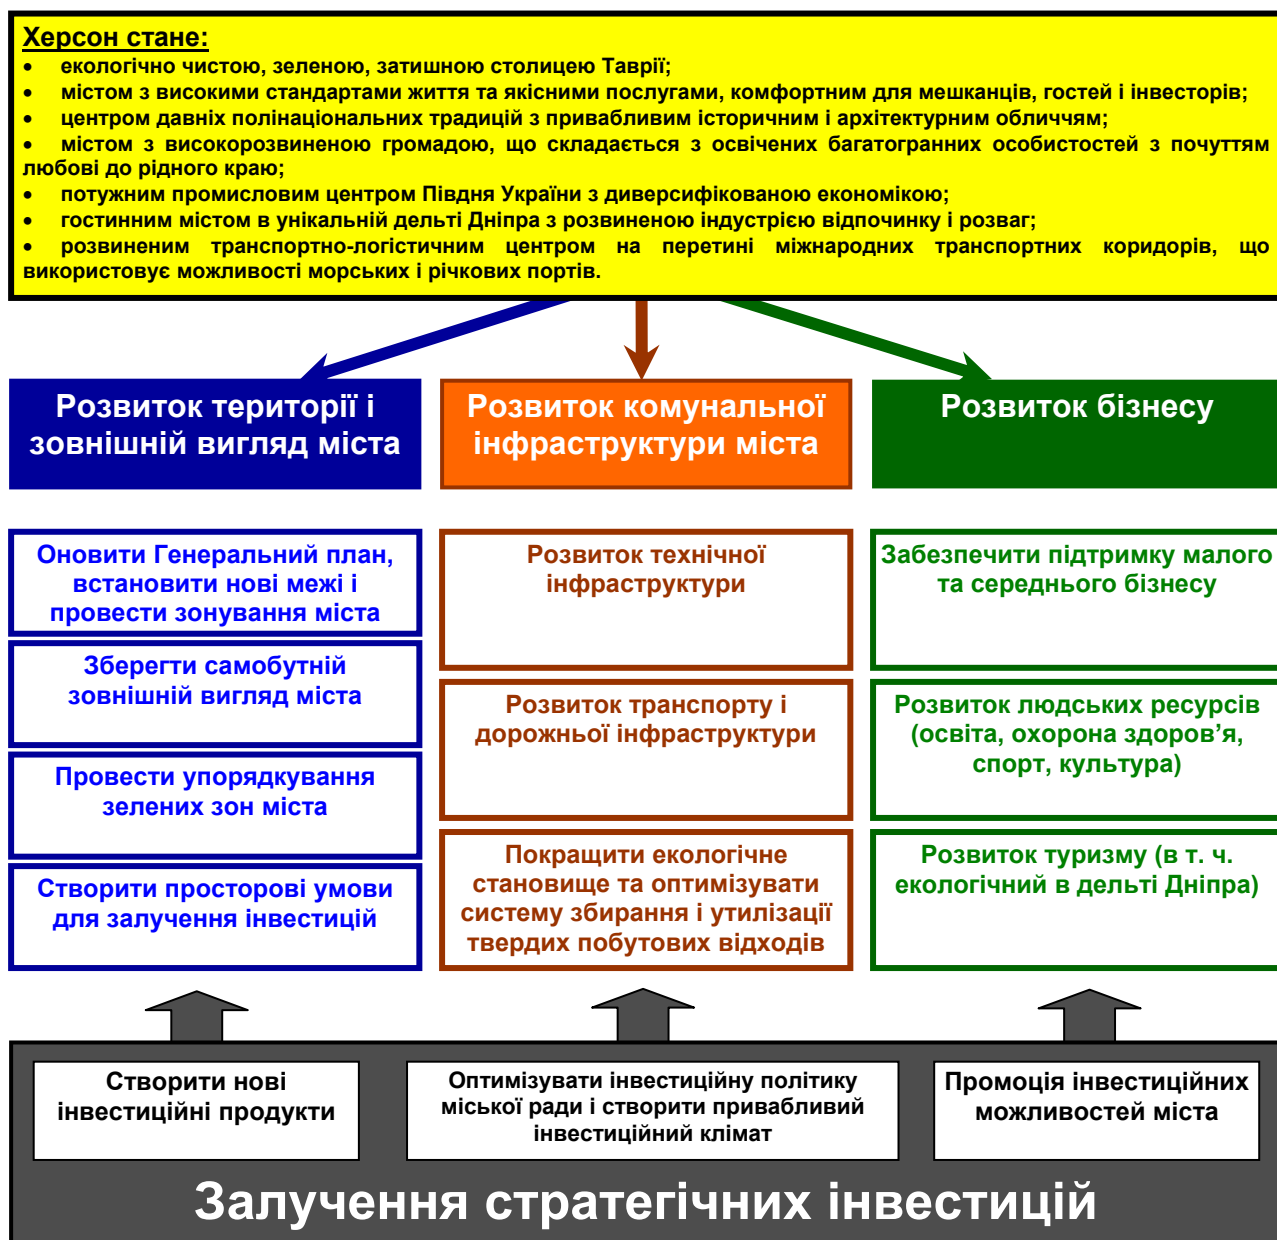 Херсон стане:
• екологічно чистою, зеленою, затишною столицею Таврії;
• містом з високими стандартами життя та якісними послугами, комфортним для мешканців, гостей і інвесторів;
• центром давніх полінаціональних традицій з привабливим історичним і архітектурним обличчям;
• містом з високорозвиненою громадою, що складається з освічених багатогранних особистостей з почуттям
любові до рідного краю;
• потужним промисловим центром Півдня України з диверсифікованою економікою;
• гостинним містом в унікальній дельті Дніпра з розвиненою індустрією відпочинку і розваг;
• розвиненим транспортно-логістичним центром на перетині міжнародних транспортних коридорів, що
використовує можливості морських і річкових портів.
Розвиток території і
зовнішній вигляд міста
Розвиток комунальної
інфраструктури міста
Розвиток бізнесу
Оновити Генеральний план,
встановити нові межі і
провести зонування міста
Зберегти самобутній
зовнішній вигляд міста
Провести упорядкування
зелених зон міста
Створити просторові умови
для залучення інвестицій
Розвиток технічної
інфраструктури
Розвиток транспорту і
дорожньої інфраструктури
Покращити екологічне
становище та оптимізувати
систему збирання і утилізації
твердих побутових відходів
Забезпечити підтримку малого
та середнього бізнесу
Розвиток людських ресурсів
(освіта, охорона здоров’я,
спорт, культура)
Розвиток туризму (в т. ч.
екологічний в дельті Дніпра)
Створити нові
інвестиційні продукти
Оптимізувати інвестиційну політику
міської ради і створити привабливий
інвестиційний клімат
Промоція інвестиційних
можливостей міста
Залучення стратегічних інвестицій